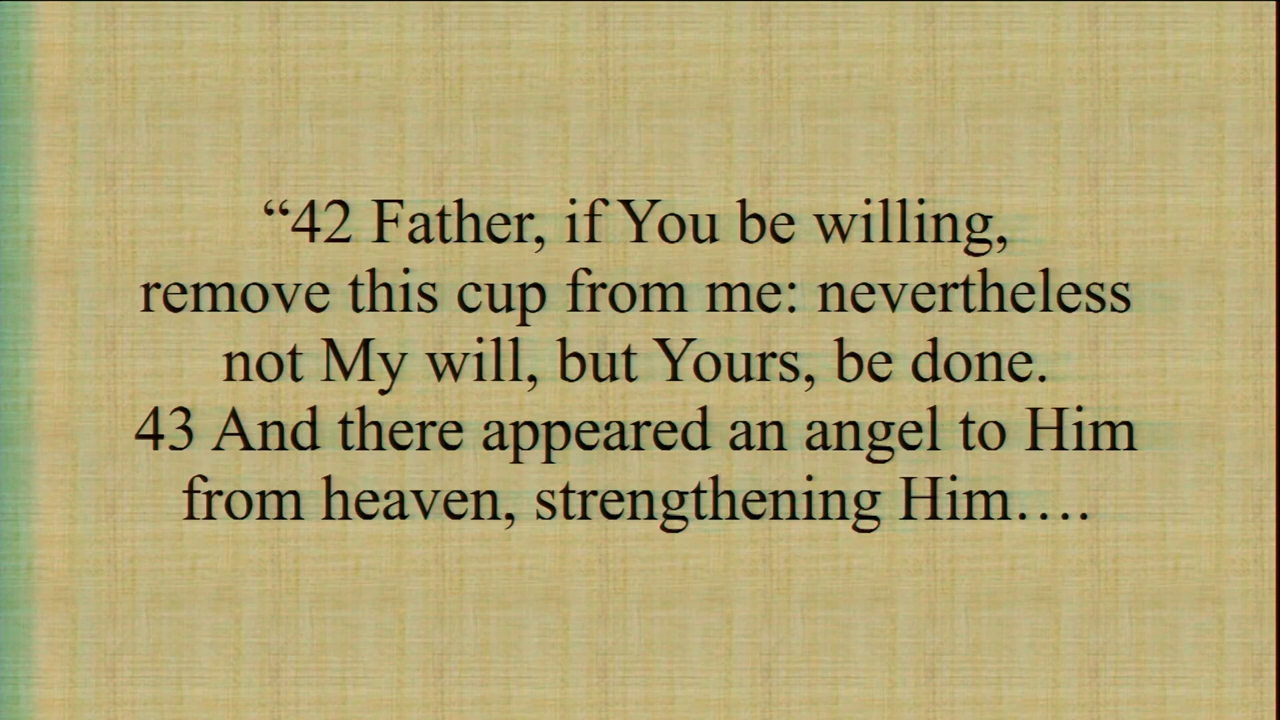 “42 Father, if You be willing,
remove this cup from me: nevertheless
not My will, but Yours, be done.
43 And there appeared an angel to Him
from heaven, strengthening Him….